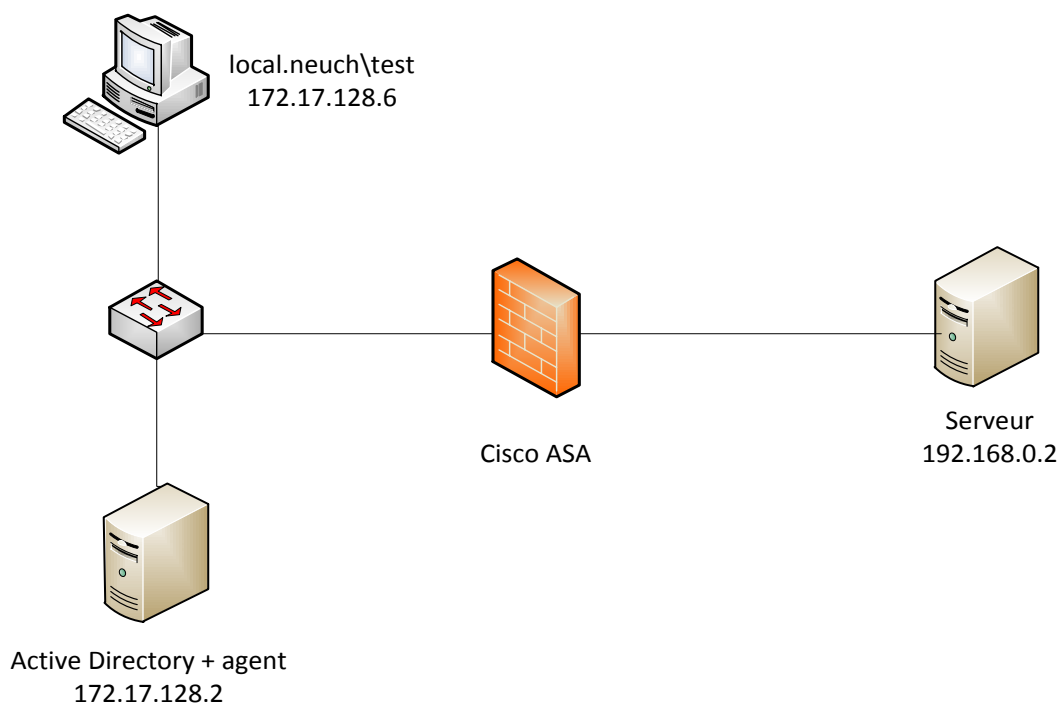 local.neuch\test
172.17.128.6
Cisco ASA
Serveur
192.168.0.2
Active Directory + agent
172.17.128.2